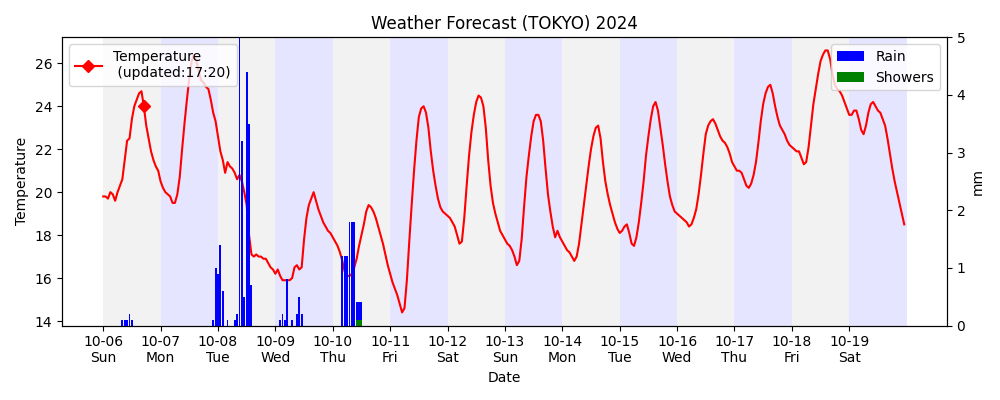 Weather Forecast (TOKYO) 2024
Temperature
(updated:17:20)
Rain
Showers
Temperature
26
24
22
20
18
16
14
5
4
3
2
1
0
mm
10-06 10-07 10-08 10-09 10-10 10-11 10-12 10-13 10-14 10-15 10-16 10-17 10-18 10-19
Sun Mon Tue Wed Thu Fri Sat Sun Mon Tue Wed Thu Fri Sat
Date